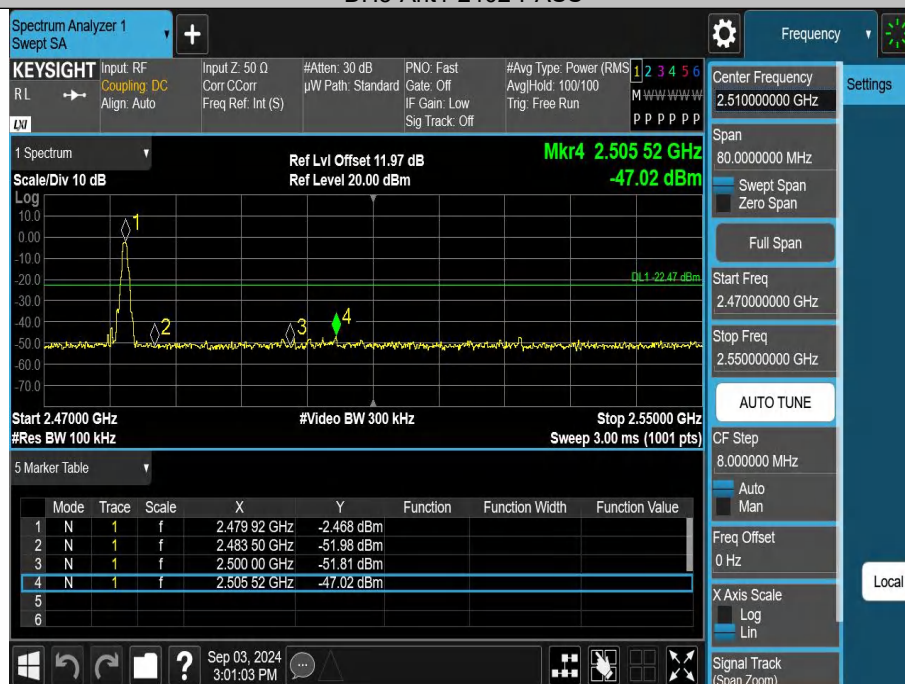 Spectrum Analyzer 1
Swept SA
+
Frequency
KEYSIGHT
RL
LXI
Input: RF
Coupling: DC
Align: Auto
Input Z: 50 Ω
Corr CCorr
Freq Ref: Int (S)
#Atten: 30 dB
µW Path: Standard
PNO: Fast
Gate: Off
IF Gain: Low
Sig Track: Off
#Avg Type: Power (RMS
Avg|Hold: 100/100
Trig: Free Run
1 2 3 4 5 6
M W W W W W
P P P P P P
1 Spectrum
Scale/Div 10 dB
Ref Lvl Offset 11.97 dB
Ref Level 20.00 dBm
Mkr4 2.505 52 GHz
-47.02 dBm
Log
10.0
0.00
-10.0
-20.0
-30.0
-40.0
-50.0
-60.0
-70.0
1
2
3
4
DL1 -22.47 dBm
Start 2.47000 GHz
#Video BW 300 kHz
Stop 2.55000 GHz
#Res BW 100 kHz
Sweep 3.00 ms (1001 pts)
5 Marker Table
Mode Trace Scale X Y Function Function Width Function Value
1 N 1 f 2.479 92 GHz -2.468 dBm
2 N 1 f 2.483 50 GHz -51.98 dBm
3 N 1 f 2.500 00 GHz -51.81 dBm
4 N 1 f 2.505 52 GHz -47.02 dBm
5
6
Sep 03, 2024
3:01:03 PM
Center Frequency
2.510000000 GHz
Settings
Span
80.0000000 MHz
Swept Span
Zero Span
Full Span
Start Freq
2.470000000 GHz
Stop Freq
2.550000000 GHz
AUTO TUNE
CF Step
8.000000 MHz
Auto
Man
Freq Offset
0 Hz
Local
X Axis Scale
Log
Lin
Signal Track
(Span Zoom)